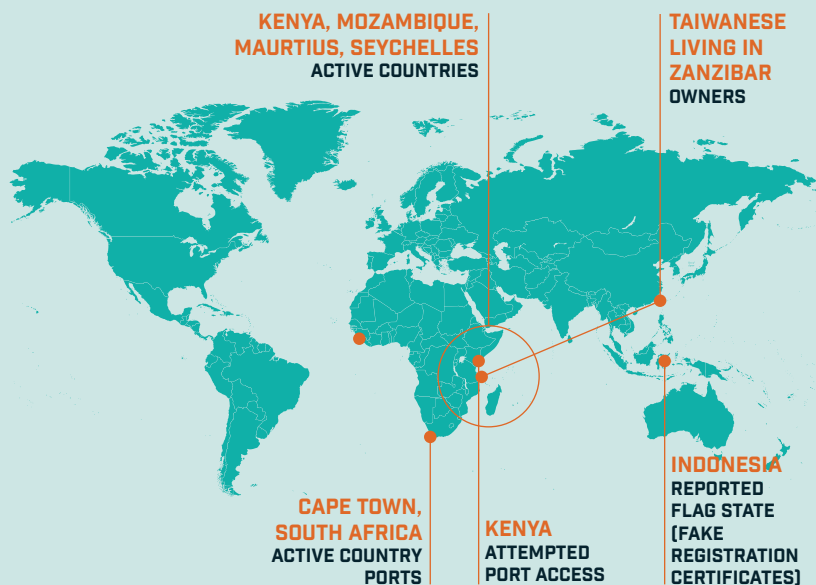 KENYA, MOZAMBIQUE,
MAURTIUS, SEYCHELLES
ACTIVE COUNTRIES
TAIWANESE
LIVING IN
ZANZIBAR
OWNERS
CAPE TOWN,
SOUTH AFRICA
ACTIVE COUNTRY
PORTS
KENYA
ATTEMPTED
PORT ACCESS
INDONESIA
REPORTED
FLAG STATE
(FAKE
REGISTRATION
CERTIFICATES)